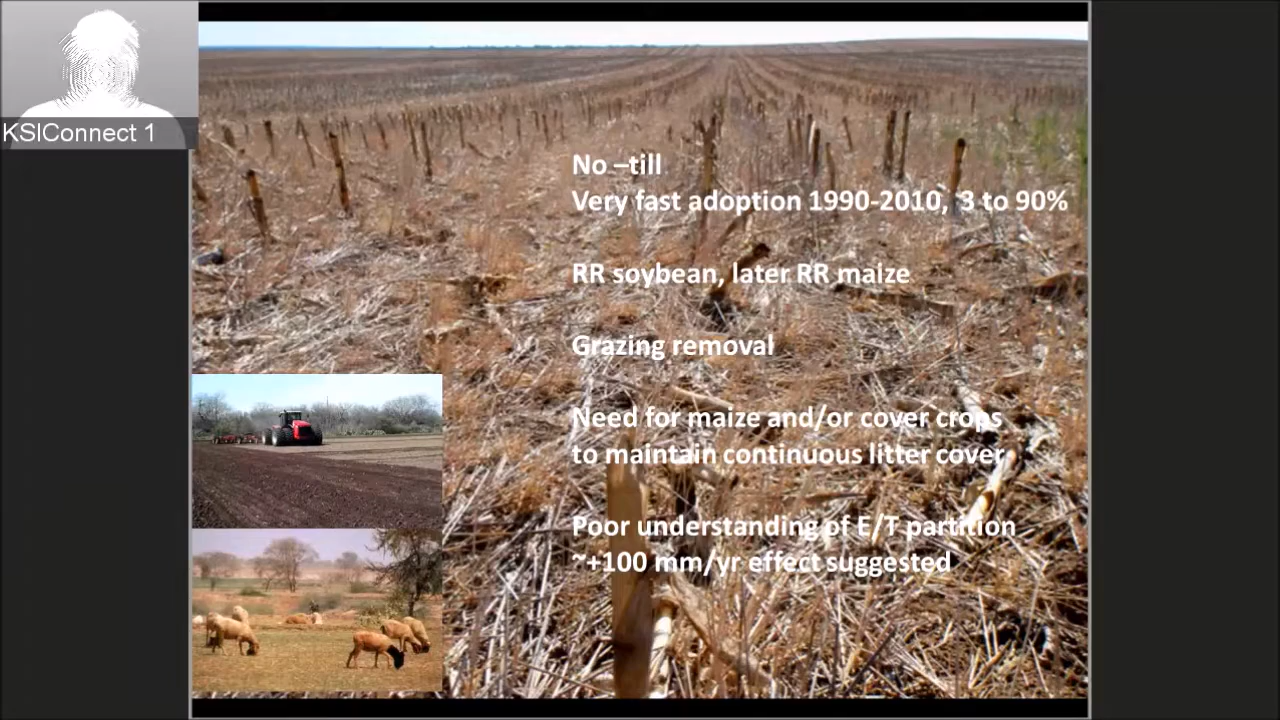 KSIConnect 1
No –till
Very fast adoption 1990-2010,  3 to 90%
RR soybean, later RR maize
Grazing removal
Need for maize and/or cover crops
to maintain continuous litter cover
Poor understanding of E/T partition
~+100 mm/yr effect suggested